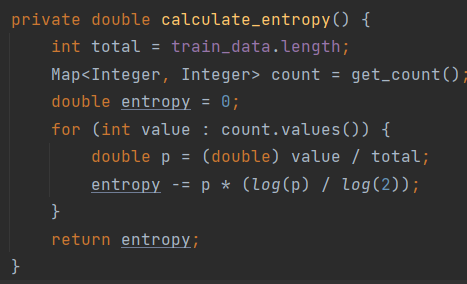 private double calculate_entropy() {
    int total = train_data.length;
    Map<Integer, Integer> count = get_count();
    double entropy = 0;
    for (int value : count.values()) {
        double p = (double) value / total;
        entropy -= p * (log(p) / log(2));
    }
    return entropy;
}